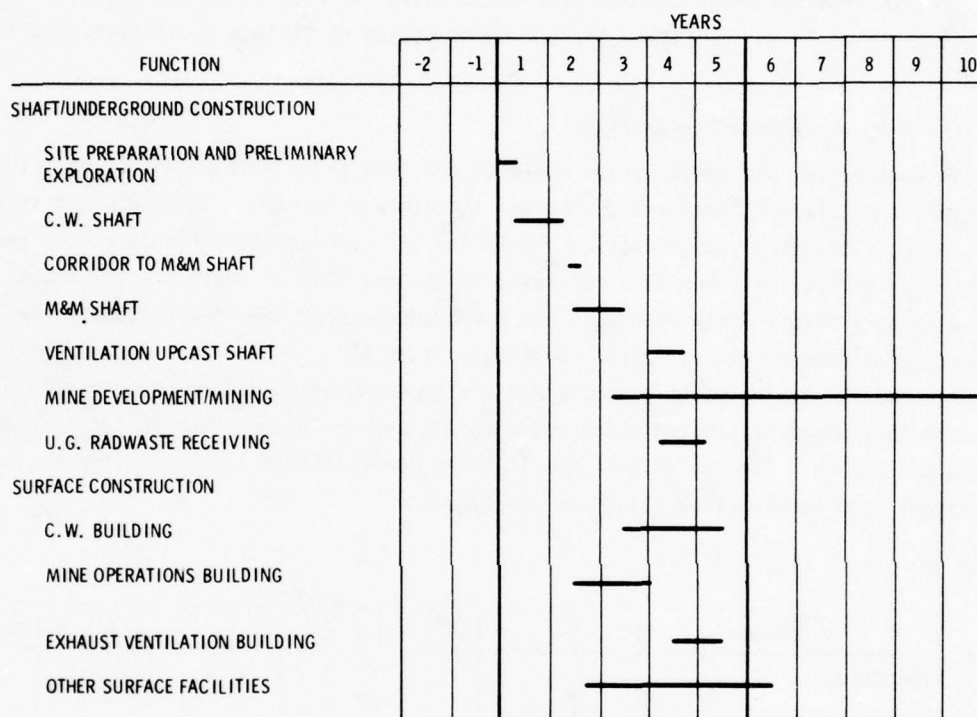 YEARS
FUNCTION -2 -1 1 2 3 4 5 6 7 8 9 10
SHAFT/UNDERGROUND CONSTRUCTION
SITE PREPARATION AND PRELIMINARY
EXPLORATION
C.W. SHAFT
CORRIDOR TO M&M SHAFT
M&M SHAFT
VENTILATION UPCAST SHAFT
MINE DEVELOPMENT/MINING
U.G. RADWASTE RECEIVING
SURFACE CONSTRUCTION
C.W. BUILDING
MINE OPERATIONS BUILDING
EXHAUST VENTILATION BUILDING
OTHER SURFACE FACILITIES